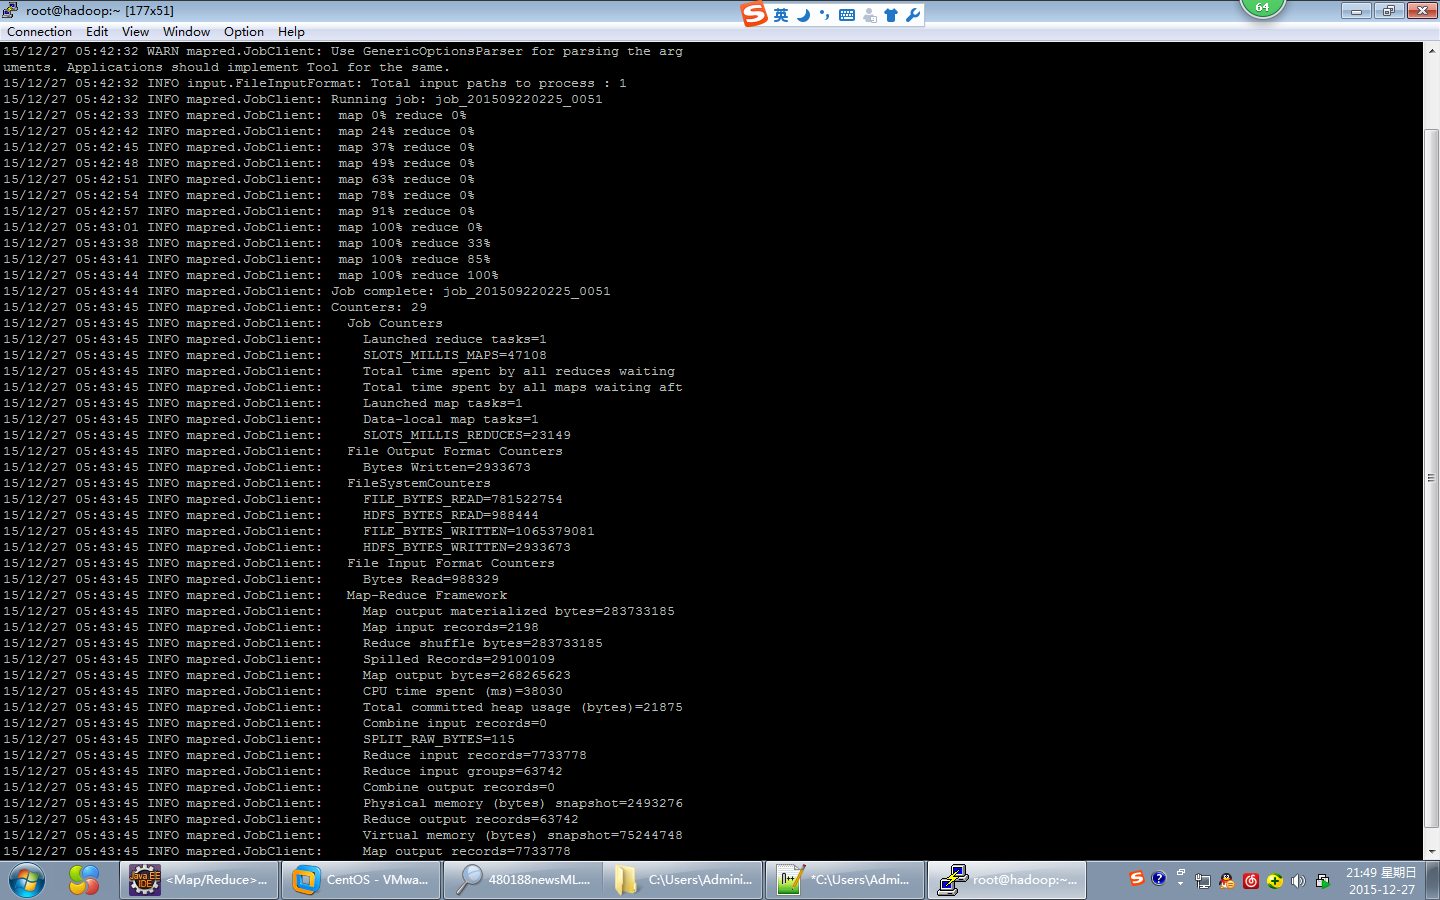 root@hadoop:~ [177x51]
英
64
Connection Edit View Window Option Help
15/12/27 05:42:32 WARN mapred.JobClient: Use GenericOptionsParser for parsing the arg
uments. Applications should implement Tool for the same.
15/12/27 05:42:32 INFO input.FileInputFormat: Total input paths to process : 1
15/12/27 05:42:32 INFO mapred.JobClient: Running job: job_201509220225_0051
15/12/27 05:42:33 INFO mapred.JobClient:  map 0% reduce 0%
15/12/27 05:42:42 INFO mapred.JobClient:  map 24% reduce 0%
15/12/27 05:42:45 INFO mapred.JobClient:  map 37% reduce 0%
15/12/27 05:42:48 INFO mapred.JobClient:  map 49% reduce 0%
15/12/27 05:42:51 INFO mapred.JobClient:  map 63% reduce 0%
15/12/27 05:42:54 INFO mapred.JobClient:  map 78% reduce 0%
15/12/27 05:42:57 INFO mapred.JobClient:  map 91% reduce 0%
15/12/27 05:43:01 INFO mapred.JobClient:  map 100% reduce 0%
15/12/27 05:43:38 INFO mapred.JobClient:  map 100% reduce 33%
15/12/27 05:43:41 INFO mapred.JobClient:  map 100% reduce 85%
15/12/27 05:43:44 INFO mapred.JobClient:  map 100% reduce 100%
15/12/27 05:43:44 INFO mapred.JobClient: Job complete: job_201509220225_0051
15/12/27 05:43:45 INFO mapred.JobClient: Counters: 29
15/12/27 05:43:45 INFO mapred.JobClient:   Job Counters
15/12/27 05:43:45 INFO mapred.JobClient:     Launched reduce tasks=1
15/12/27 05:43:45 INFO mapred.JobClient:     SLOTS_MILLIS_MAPS=47108
15/12/27 05:43:45 INFO mapred.JobClient:     Total time spent by all reduces waiting
15/12/27 05:43:45 INFO mapred.JobClient:     Total time spent by all maps waiting aft
15/12/27 05:43:45 INFO mapred.JobClient:     Launched map tasks=1
15/12/27 05:43:45 INFO mapred.JobClient:     Data-local map tasks=1
15/12/27 05:43:45 INFO mapred.JobClient:     SLOTS_MILLIS_REDUCES=23149
15/12/27 05:43:45 INFO mapred.JobClient:   File Output Format Counters
15/12/27 05:43:45 INFO mapred.JobClient:     Bytes Written=2933673
15/12/27 05:43:45 INFO mapred.JobClient:   FileSystemCounters
15/12/27 05:43:45 INFO mapred.JobClient:     FILE_BYTES_READ=781522754
15/12/27 05:43:45 INFO mapred.JobClient:     HDFS_BYTES_READ=988444
15/12/27 05:43:45 INFO mapred.JobClient:     FILE_BYTES_WRITTEN=1065379081
15/12/27 05:43:45 INFO mapred.JobClient:     HDFS_BYTES_WRITTEN=2933673
15/12/27 05:43:45 INFO mapred.JobClient:   File Input Format Counters
15/12/27 05:43:45 INFO mapred.JobClient:     Bytes Read=988329
15/12/27 05:43:45 INFO mapred.JobClient:   Map-Reduce Framework
15/12/27 05:43:45 INFO mapred.JobClient:     Map output materialized bytes=283733185
15/12/27 05:43:45 INFO mapred.JobClient:     Map input records=2198
15/12/27 05:43:45 INFO mapred.JobClient:     Reduce shuffle bytes=283733185
15/12/27 05:43:45 INFO mapred.JobClient:     Spilled Records=29100109
15/12/27 05:43:45 INFO mapred.JobClient:     Map output bytes=268265623
15/12/27 05:43:45 INFO mapred.JobClient:     CPU time spent (ms)=38030
15/12/27 05:43:45 INFO mapred.JobClient:     Total committed heap usage (bytes)=21875
15/12/27 05:43:45 INFO mapred.JobClient:     Combine input records=0
15/12/27 05:43:45 INFO mapred.JobClient:     SPLIT_RAW_BYTES=115
15/12/27 05:43:45 INFO mapred.JobClient:     Reduce input records=7733778
15/12/27 05:43:45 INFO mapred.JobClient:     Reduce input groups=63742
15/12/27 05:43:45 INFO mapred.JobClient:     Combine output records=0
15/12/27 05:43:45 INFO mapred.JobClient:     Physical memory (bytes) snapshot=2493276
15/12/27 05:43:45 INFO mapred.JobClient:     Reduce output records=63742
15/12/27 05:43:45 INFO mapred.JobClient:     Virtual memory (bytes) snapshot=75244748
15/12/27 05:43:45 INFO mapred.JobClient:     Map output records=7733778
Java EE IDE <Map/Reduce>... CentOS - VMwa... 480188newsML... C:\Users\Admini... *C:\Users\Admi... root@hadoop:~... 21:49 星期日
2015-12-27